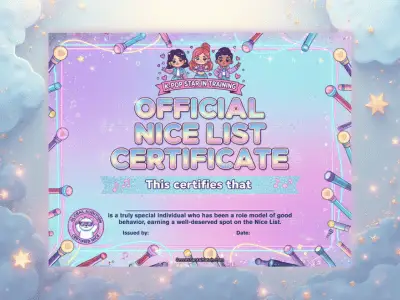 K-POP STAR IN TRAINING
OFFICIAL
NICE LIST
CERTIFICATE
This certifies that
is a truly special individual who has been a role model of good
behavior, earning a well-deserved spot on the Nice List.
Issued by:
Date: